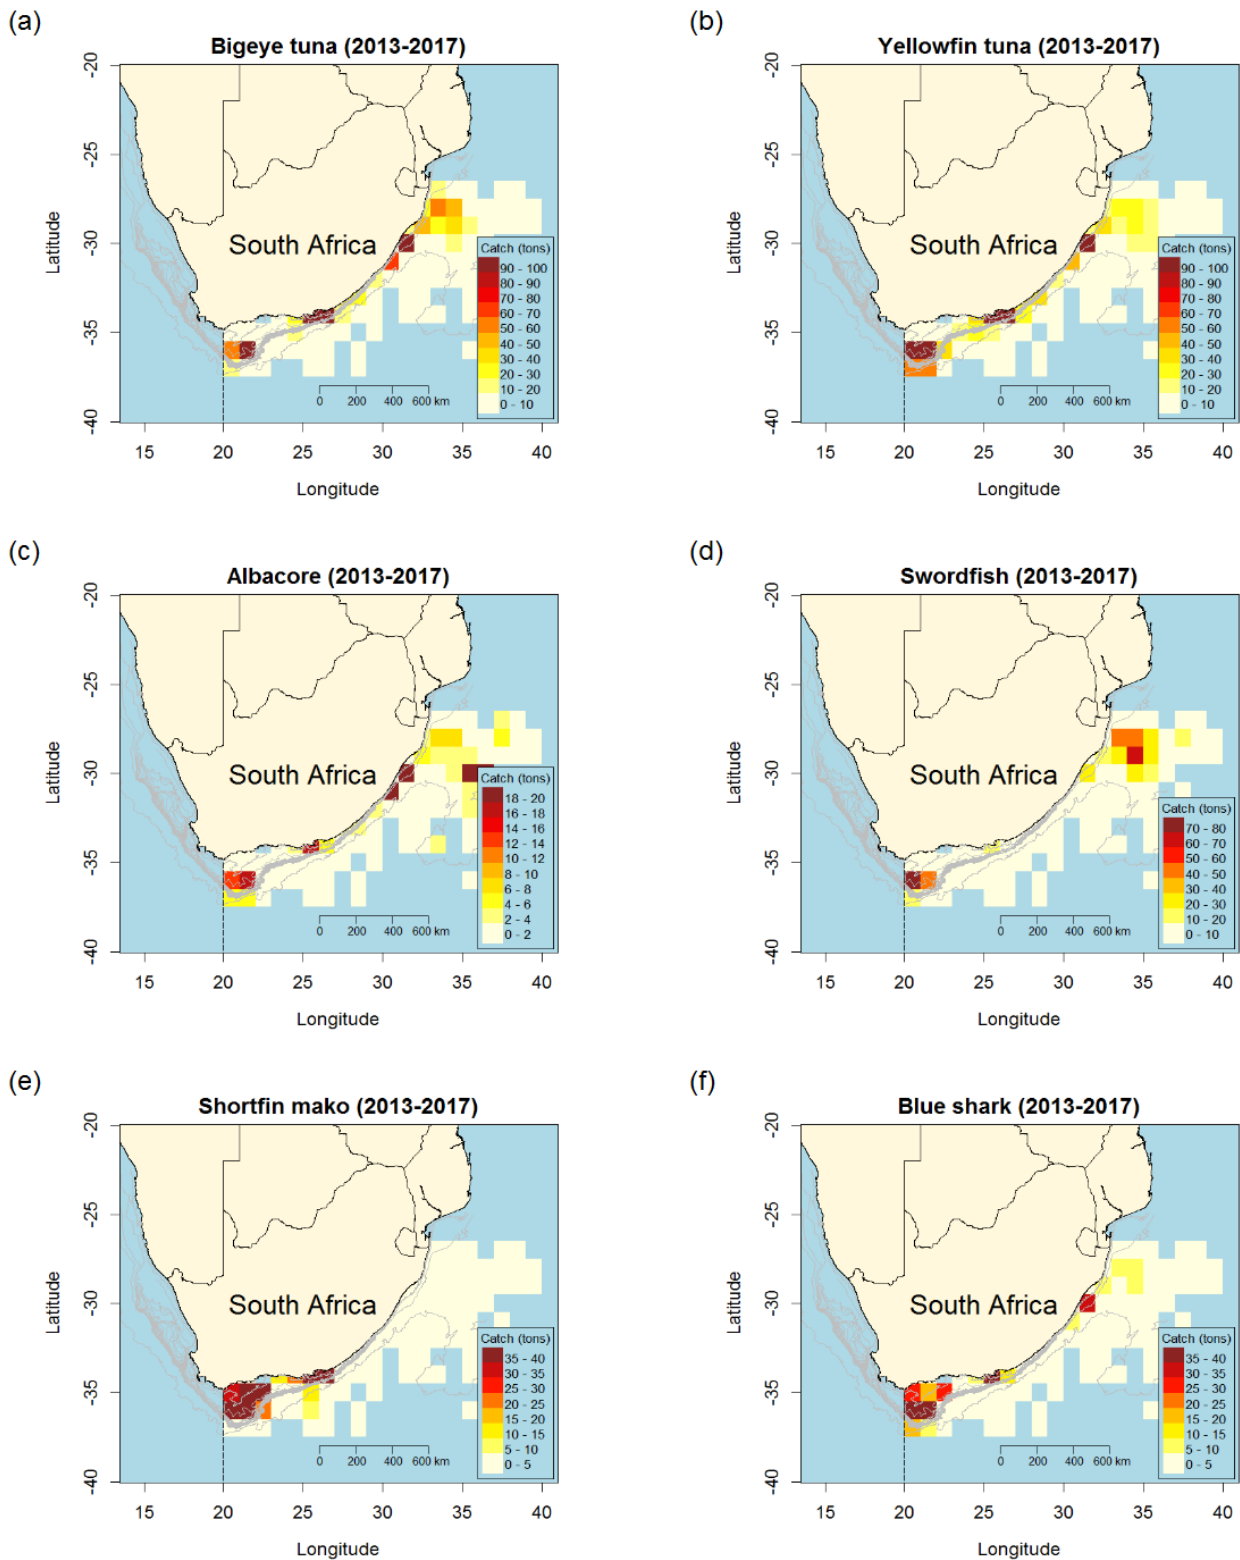 (a)
Bigeye tuna (2013-2017)
-20
-25
-30
-35
-40
Latitude
South Africa
Catch (tons)
90 - 100
80 - 90
70 - 80
60 - 70
50 - 60
40 - 50
30 - 40
20 - 30
10 - 20
0 - 10
0 200 400 600 km
15 20 25 30 35 40
Longitude
(b)
Yellowfin tuna (2013-2017)
-20
-25
-30
-35
-40
Latitude
South Africa
Catch (tons)
90 - 100
80 - 90
70 - 80
60 - 70
50 - 60
40 - 50
30 - 40
20 - 30
10 - 20
0 - 10
0 200 400 600 km
15 20 25 30 35 40
Longitude
(c)
Albacore (2013-2017)
-20
-25
-30
-35
-40
Latitude
South Africa
Catch (tons)
18 - 20
16 - 18
14 - 16
12 - 14
10 - 12
8 - 10
6 - 8
4 - 6
2 - 4
0 - 2
0 200 400 600 km
15 20 25 30 35 40
Longitude
(d)
Swordfish (2013-2017)
-20
-25
-30
-35
-40
Latitude
South Africa
Catch (tons)
70 - 80
60 - 70
50 - 60
40 - 50
30 - 40
20 - 30
10 - 20
0 - 10
0 200 400 600 km
15 20 25 30 35 40
Longitude
(e)
Shortfin mako (2013-2017)
-20
-25
-30
-35
-40
Latitude
South Africa
Catch (tons)
35 - 40
30 - 35
25 - 30
20 - 25
15 - 20
10 - 15
5 - 10
0 - 5
0 200 400 600 km
15 20 25 30 35 40
Longitude
(f)
Blue shark (2013-2017)
-20
-25
-30
-35
-40
Latitude
South Africa
Catch (tons)
35 - 40
30 - 35
25 - 30
20 - 25
15 - 20
10 - 15
5 - 10
0 - 5
0 200 400 600 km
15 20 25 30 35 40
Longitude